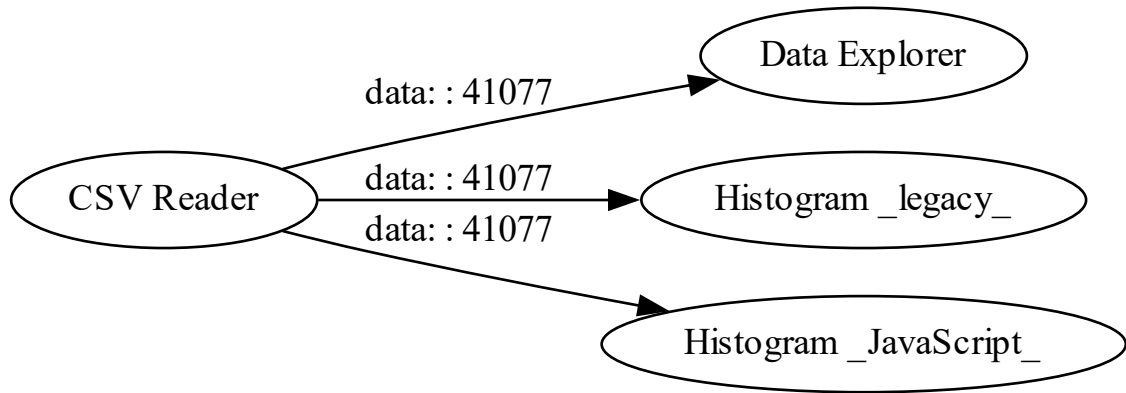 Data Explorer
data: : 41077
CSV Reader
data: : 41077
Histogram _legacy_
data: : 41077
Histogram _JavaScript_